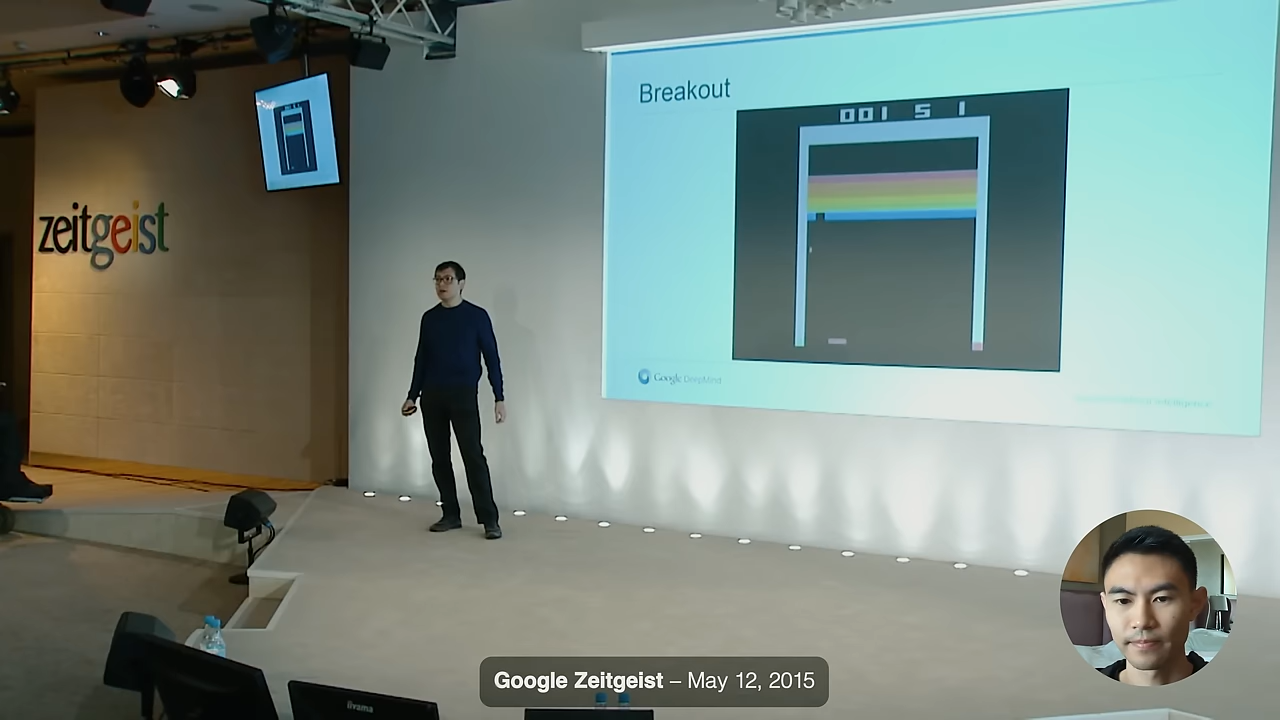 Breakout
001 5 1
zeitgeist
Google DeepMind
Google Zeitgeist – May 12, 2015
iiyama